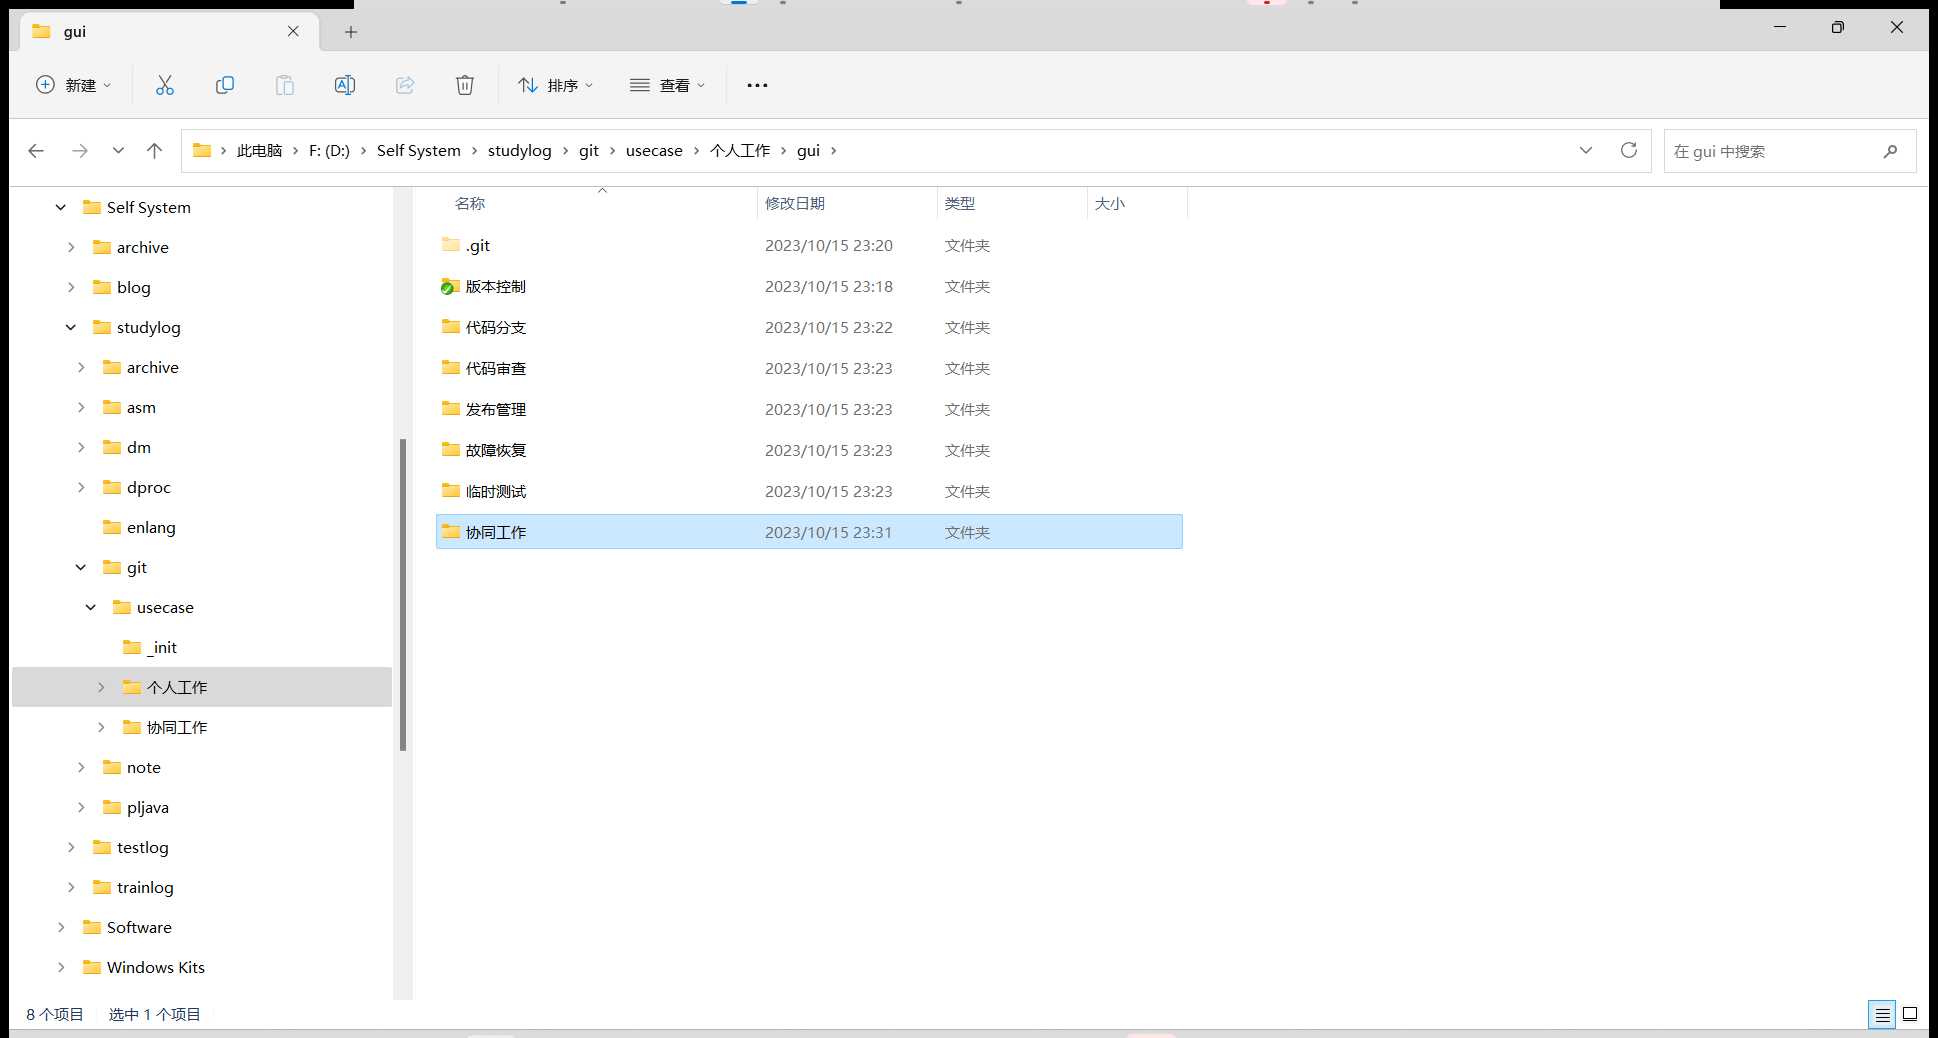 gui
新建
排序
查看
此电脑 F: (D:) Self System studylog git usecase 个人工作 gui
在 gui 中搜索
Self System
archive
blog
studylog
archive
asm
dm
dproc
enlang
git
usecase
_init
个人工作
协同工作
note
pljava
testlog
trainlog
Software
Windows Kits
名称 修改日期 类型 大小
.git 2023/10/15 23:20 文件夹
版本控制 2023/10/15 23:18 文件夹
代码分支 2023/10/15 23:22 文件夹
代码审查 2023/10/15 23:23 文件夹
发布管理 2023/10/15 23:23 文件夹
故障恢复 2023/10/15 23:23 文件夹
临时测试 2023/10/15 23:23 文件夹
协同工作 2023/10/15 23:31 文件夹
8 个项目 选中 1 个项目